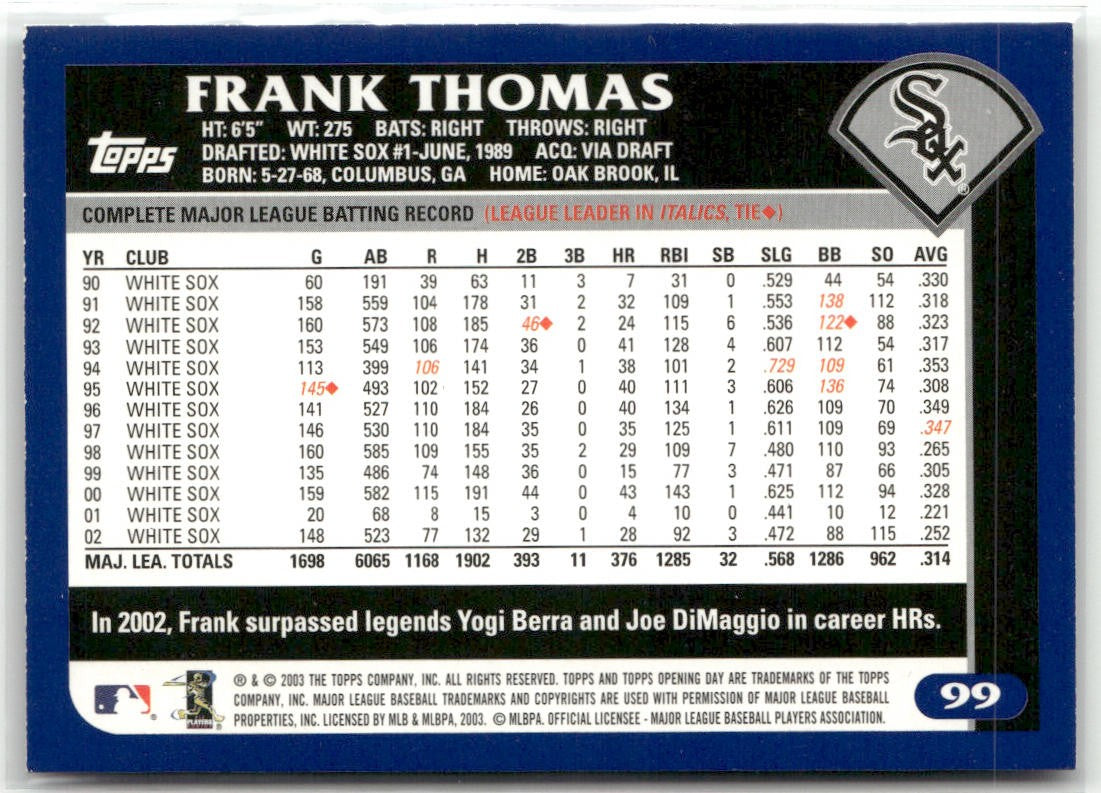 FRANK THOMAS
Sox ®
Topps
HT: 6'5" WT: 275 BATS: RIGHT THROWS: RIGHT
DRAFTED: WHITE SOX #1-JUNE, 1989 ACQ: VIA DRAFT
BORN: 5-27-68, COLUMBUS, GA HOME: OAK BROOK, IL
COMPLETE MAJOR LEAGUE BATTING RECORD (LEAGUE LEADER IN ITALICS, TIE◆)
YR CLUB G AB R H 2B 3B HR RBI SB SLG BB SO AVG
90 WHITE SOX 60 191 39 63 11 3 7 31 0 .529 44 54 .330
91 WHITE SOX 158 559 104 178 31 2 32 109 1 .553 138 112 .318
92 WHITE SOX 160 573 108 185 46◆ 2 24 115 6 .536 122◆ 88 .323
93 WHITE SOX 153 549 106 174 36 0 41 128 4 .607 112 54 .317
94 WHITE SOX 113 399 106 141 34 1 38 101 2 .729 109 61 .353
95 WHITE SOX 145◆ 493 102 152 27 0 40 111 3 .606 136 74 .308
96 WHITE SOX 141 527 110 184 26 0 40 134 1 .626 109 70 .349
97 WHITE SOX 146 530 110 184 35 0 35 125 1 .611 109 69 .347
98 WHITE SOX 160 585 109 155 35 2 29 109 7 .480 110 93 .265
99 WHITE SOX 135 486 74 148 36 0 15 77 3 .471 87 66 .305
00 WHITE SOX 159 582 115 191 44 0 43 143 1 .625 112 94 .328
01 WHITE SOX 20 68 8 15 3 0 4 10 0 .441 10 12 .221
02 WHITE SOX 148 523 77 132 29 1 28 92 3 .472 88 115 .252
MAJ. LEA. TOTALS 1698 6065 1168 1902 393 11 376 1285 32 .568 1286 962 .314
In 2002, Frank surpassed legends Yogi Berra and Joe DiMaggio in career HRs.
® & © 2003 THE TOPPS COMPANY, INC. ALL RIGHTS RESERVED. TOPPS AND TOPPS OPENING DAY ARE TRADEMARKS OF THE TOPPS
COMPANY, INC. MAJOR LEAGUE BASEBALL TRADEMARKS AND COPYRIGHTS ARE USED WITH PERMISSION OF MAJOR LEAGUE BASEBALL
PROPERTIES, INC. LICENSED BY MLB & MLBPA, 2003. © MLBPA. OFFICIAL LICENSEE - MAJOR LEAGUE BASEBALL PLAYERS ASSOCIATION.
PLAYERS
99